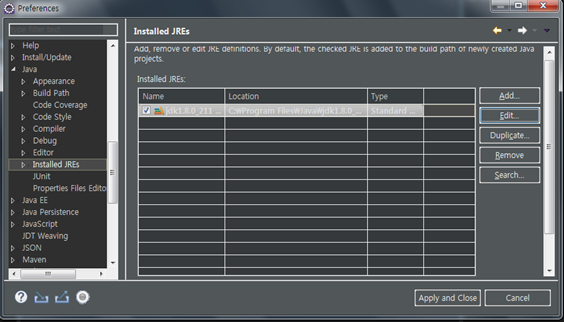 Preferences
Help
Install/Update
Java
Appearance
Build Path
Code Coverage
Code Style
Compiler
Debug
Editor
Installed JREs
JUnit
Properties Files Edito
Java EE
Java Persistence
JavaScript
JDT Weaving
JSON
Maven
Installed JREs
Add, remove or edit JRE definitions. By default, the checked JRE is added to the build path of newly created Java
projects.
Installed JREs:
Name Location Type
jdk1.8.0_211 ... C:₩Program Files₩Java₩jdk1.8.0_... Standard ...
Add...
Edit...
Duplicate...
Remove
Search...
Apply and Close
Cancel